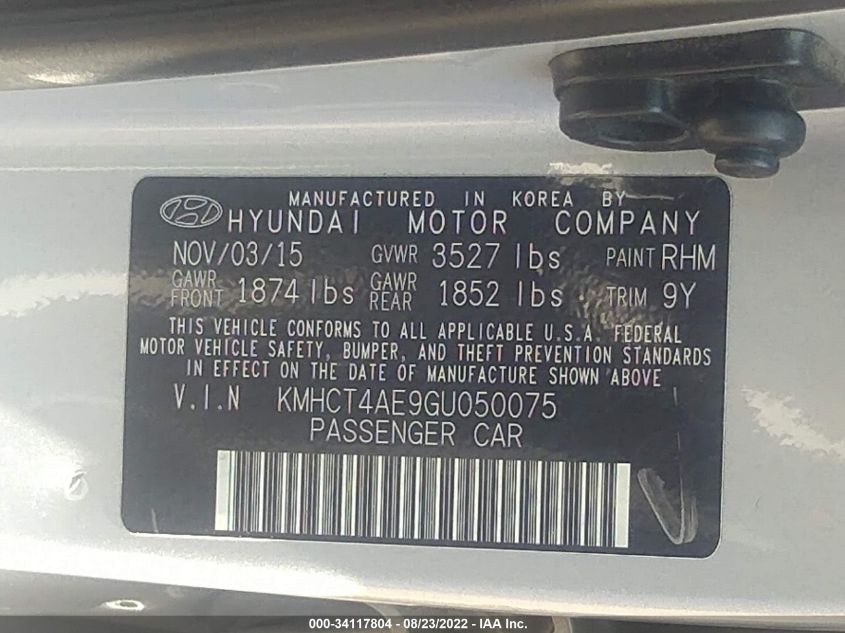 MANUFACTURED IN KOREA BY
HYUNDAI MOTOR COMPANY
NOV/03/15 GVWR 3527 lbs PAINT RHM
GAWR FRONT 1874 lbs GAWR REAR 1852 lbs TRIM 9Y
THIS VEHICLE CONFORMS TO ALL APPLICABLE U.S.A. FEDERAL
MOTOR VEHICLE SAFETY, BUMPER, AND THEFT PREVENTION STANDARDS
IN EFFECT ON THE DATE OF MANUFACTURE SHOWN ABOVE
V.I.N KMHCT4AE9GU050075
PASSENGER CAR
000-34117804 - 08/23/2022 - IAA Inc.